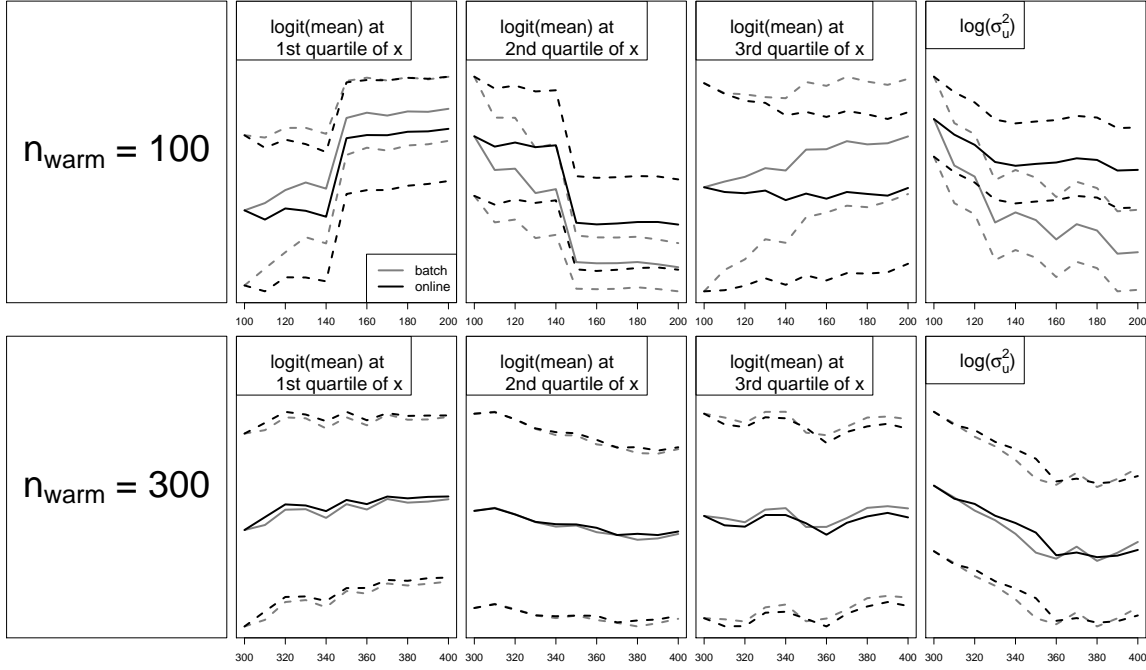 n_warm = 100
logit(mean) at
1st quartile of x
batch
online
100 120 140 160 180 200
logit(mean) at
2nd quartile of x
100 120 140 160 180 200
logit(mean) at
3rd quartile of x
100 120 140 160 180 200
log(σ_u^2)
100 120 140 160 180 200
n_warm = 300
logit(mean) at
1st quartile of x
300 320 340 360 380 400
logit(mean) at
2nd quartile of x
300 320 340 360 380 400
logit(mean) at
3rd quartile of x
300 320 340 360 380 400
log(σ_u^2)
300 320 340 360 380 400